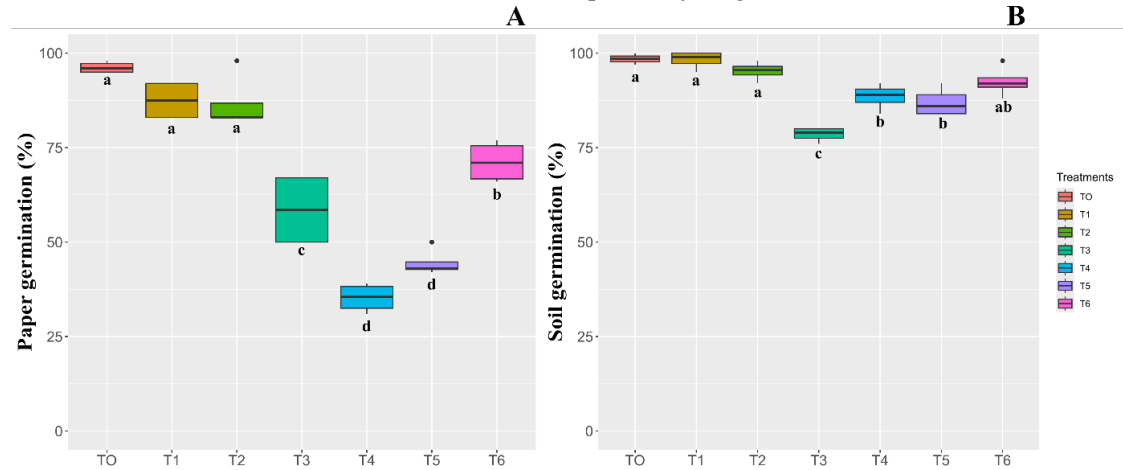 A
B
100
75
50
25
0
Paper germination (%)
a
a
a
c
d
d
b
TO
T1
T2
T3
T4
T5
T6
100
75
50
25
0
Soil germination (%)
a
a
a
c
b
b
ab
TO
T1
T2
T3
T4
T5
T6
Treatments
TO
T1
T2
T3
T4
T5
T6